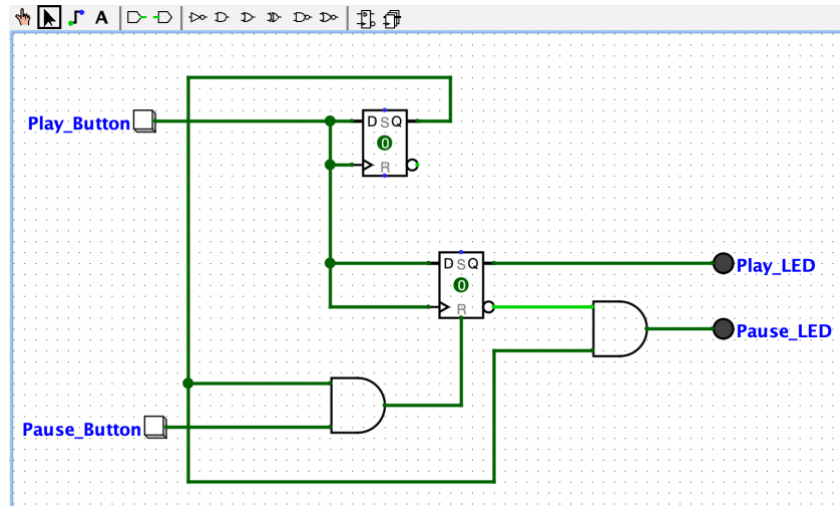 A
Play_Button
D S Q
0
R
D S Q
0
R
Play_LED
Pause_LED
Pause_Button